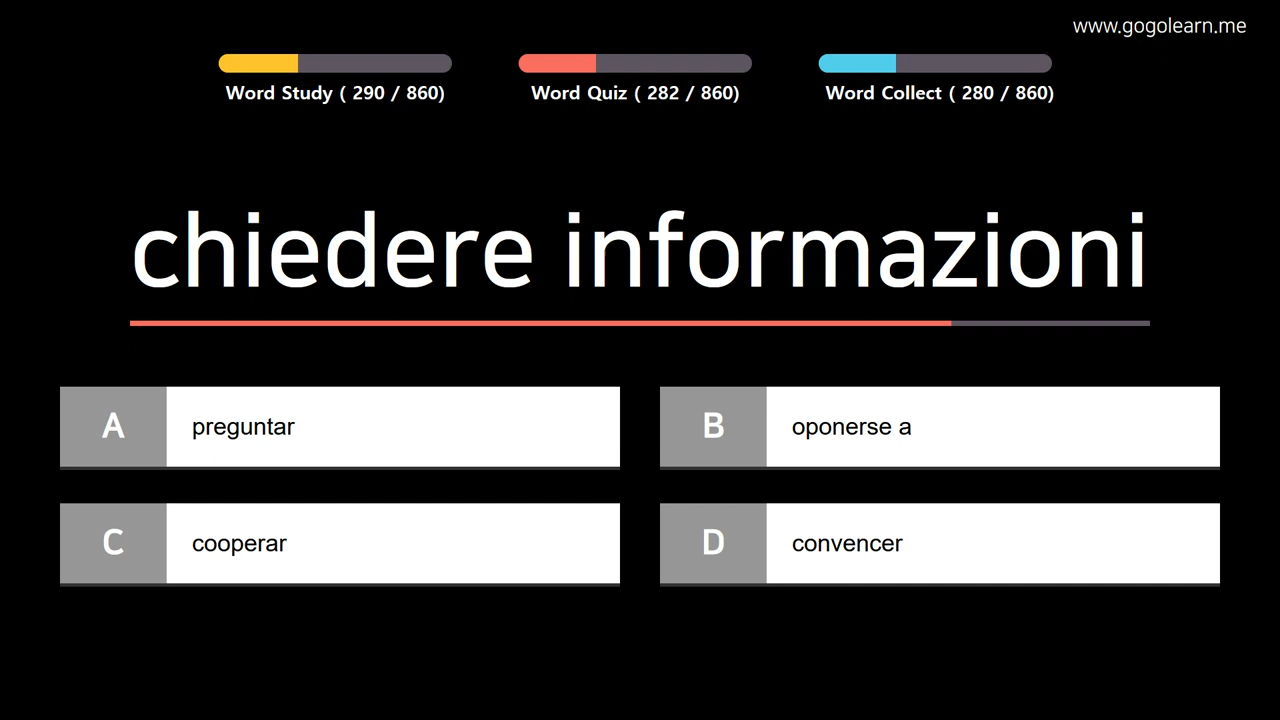 www.gogolearn.me
Word Study ( 290 / 860)
Word Quiz ( 282 / 860)
Word Collect ( 280 / 860)
chiedere informazioni
A preguntar
B oponerse a
C cooperar
D convencer